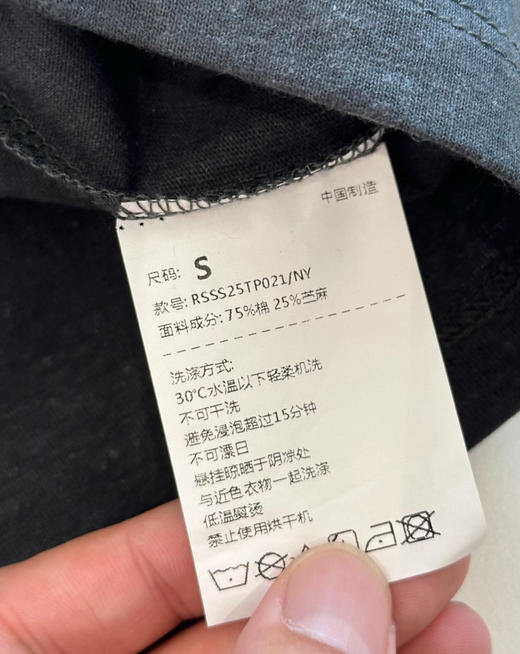 中国制造
尺码: S
款号: RSSS25TP021/NY
面料成分: 75%棉 25%苎麻
洗涤方式:
30℃水温以下轻柔机洗
不可干洗
避免浸泡超过15分钟
不可漂白
悬挂晾晒于阴凉处
与近色衣物一起洗涤
低温熨烫
禁止使用烘干机